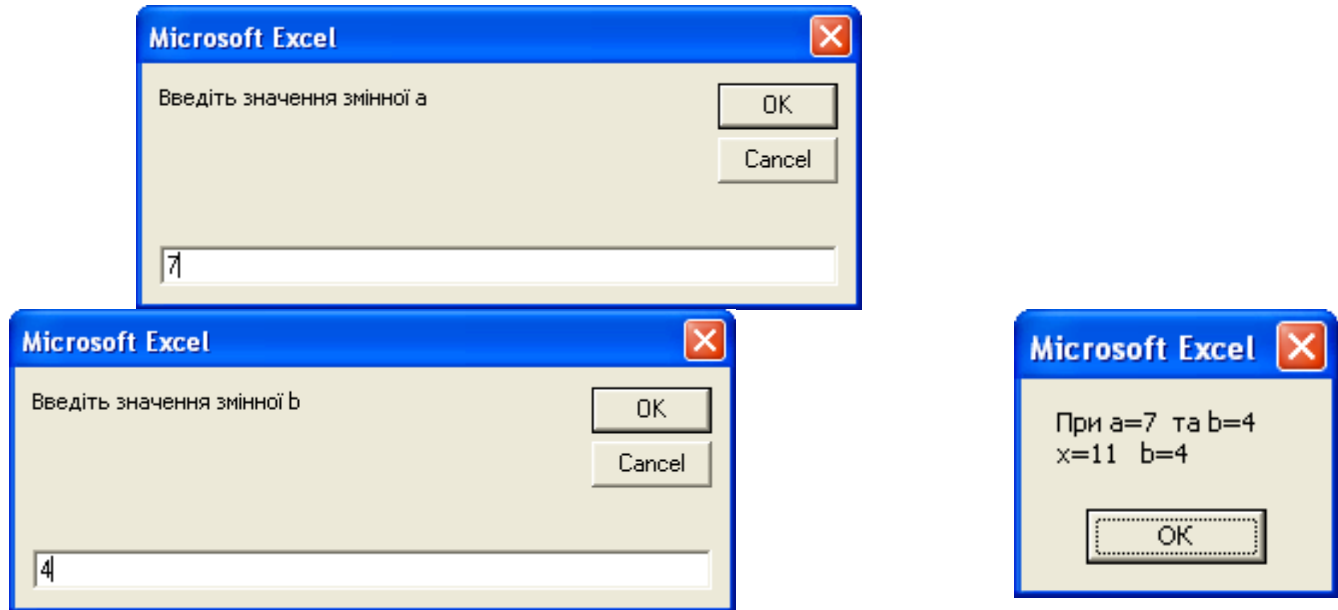 Microsoft Excel
Введіть значення змінної a
OK
Cancel
7
Microsoft Excel
Введіть значення змінної b
OK
Cancel
4
Microsoft Excel
При a=7 та b=4
x=11 b=4
OK